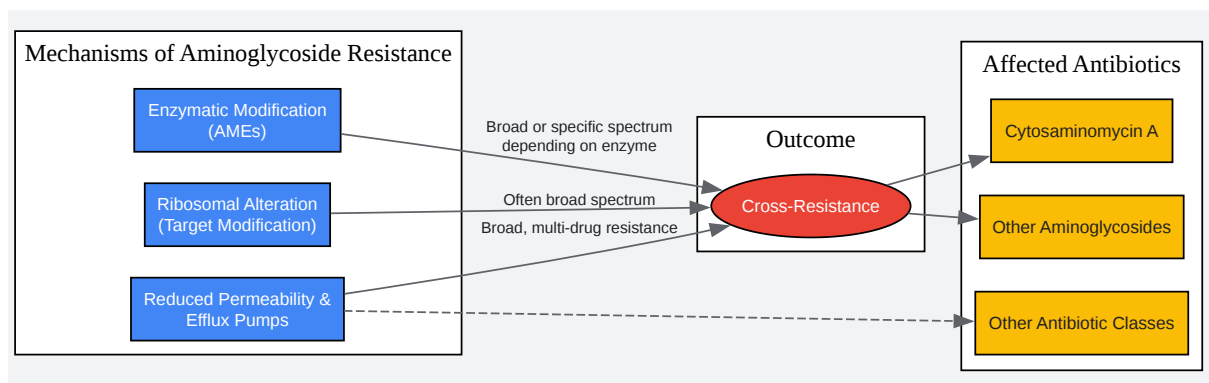 Mechanisms of Aminoglycoside Resistance
Enzymatic Modification
(AMEs)
Ribosomal Alteration
(Target Modification)
Reduced Permeability &
Efflux Pumps
Broad or specific spectrum
depending on enzyme
Often broad spectrum
Broad, multi-drug resistance
Outcome
Cross-Resistance
Affected Antibiotics
Cytosaminomycin A
Other Aminoglycosides
Other Antibiotic Classes